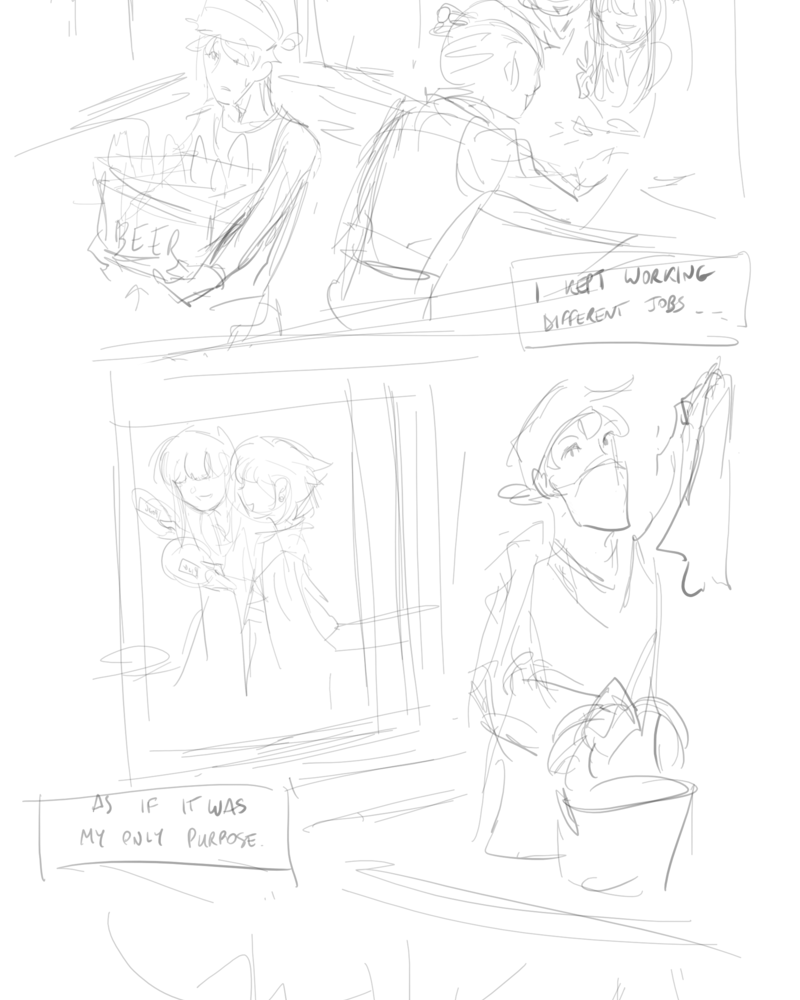 BEER
I KEPT WORKING
DIFFERENT JOBS ---
AS IF IT WAS
MY ONLY PURPOSE.